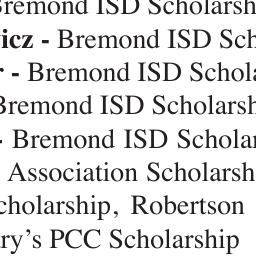 Bremond ISD Scholarsh
icz - Bremond ISD Sch
- Bremond ISD Schola
Bremond ISD Scholarsh
- Bremond ISD Scholar
Association Scholarsh
cholarship, Robertson
ry's PCC Scholarship